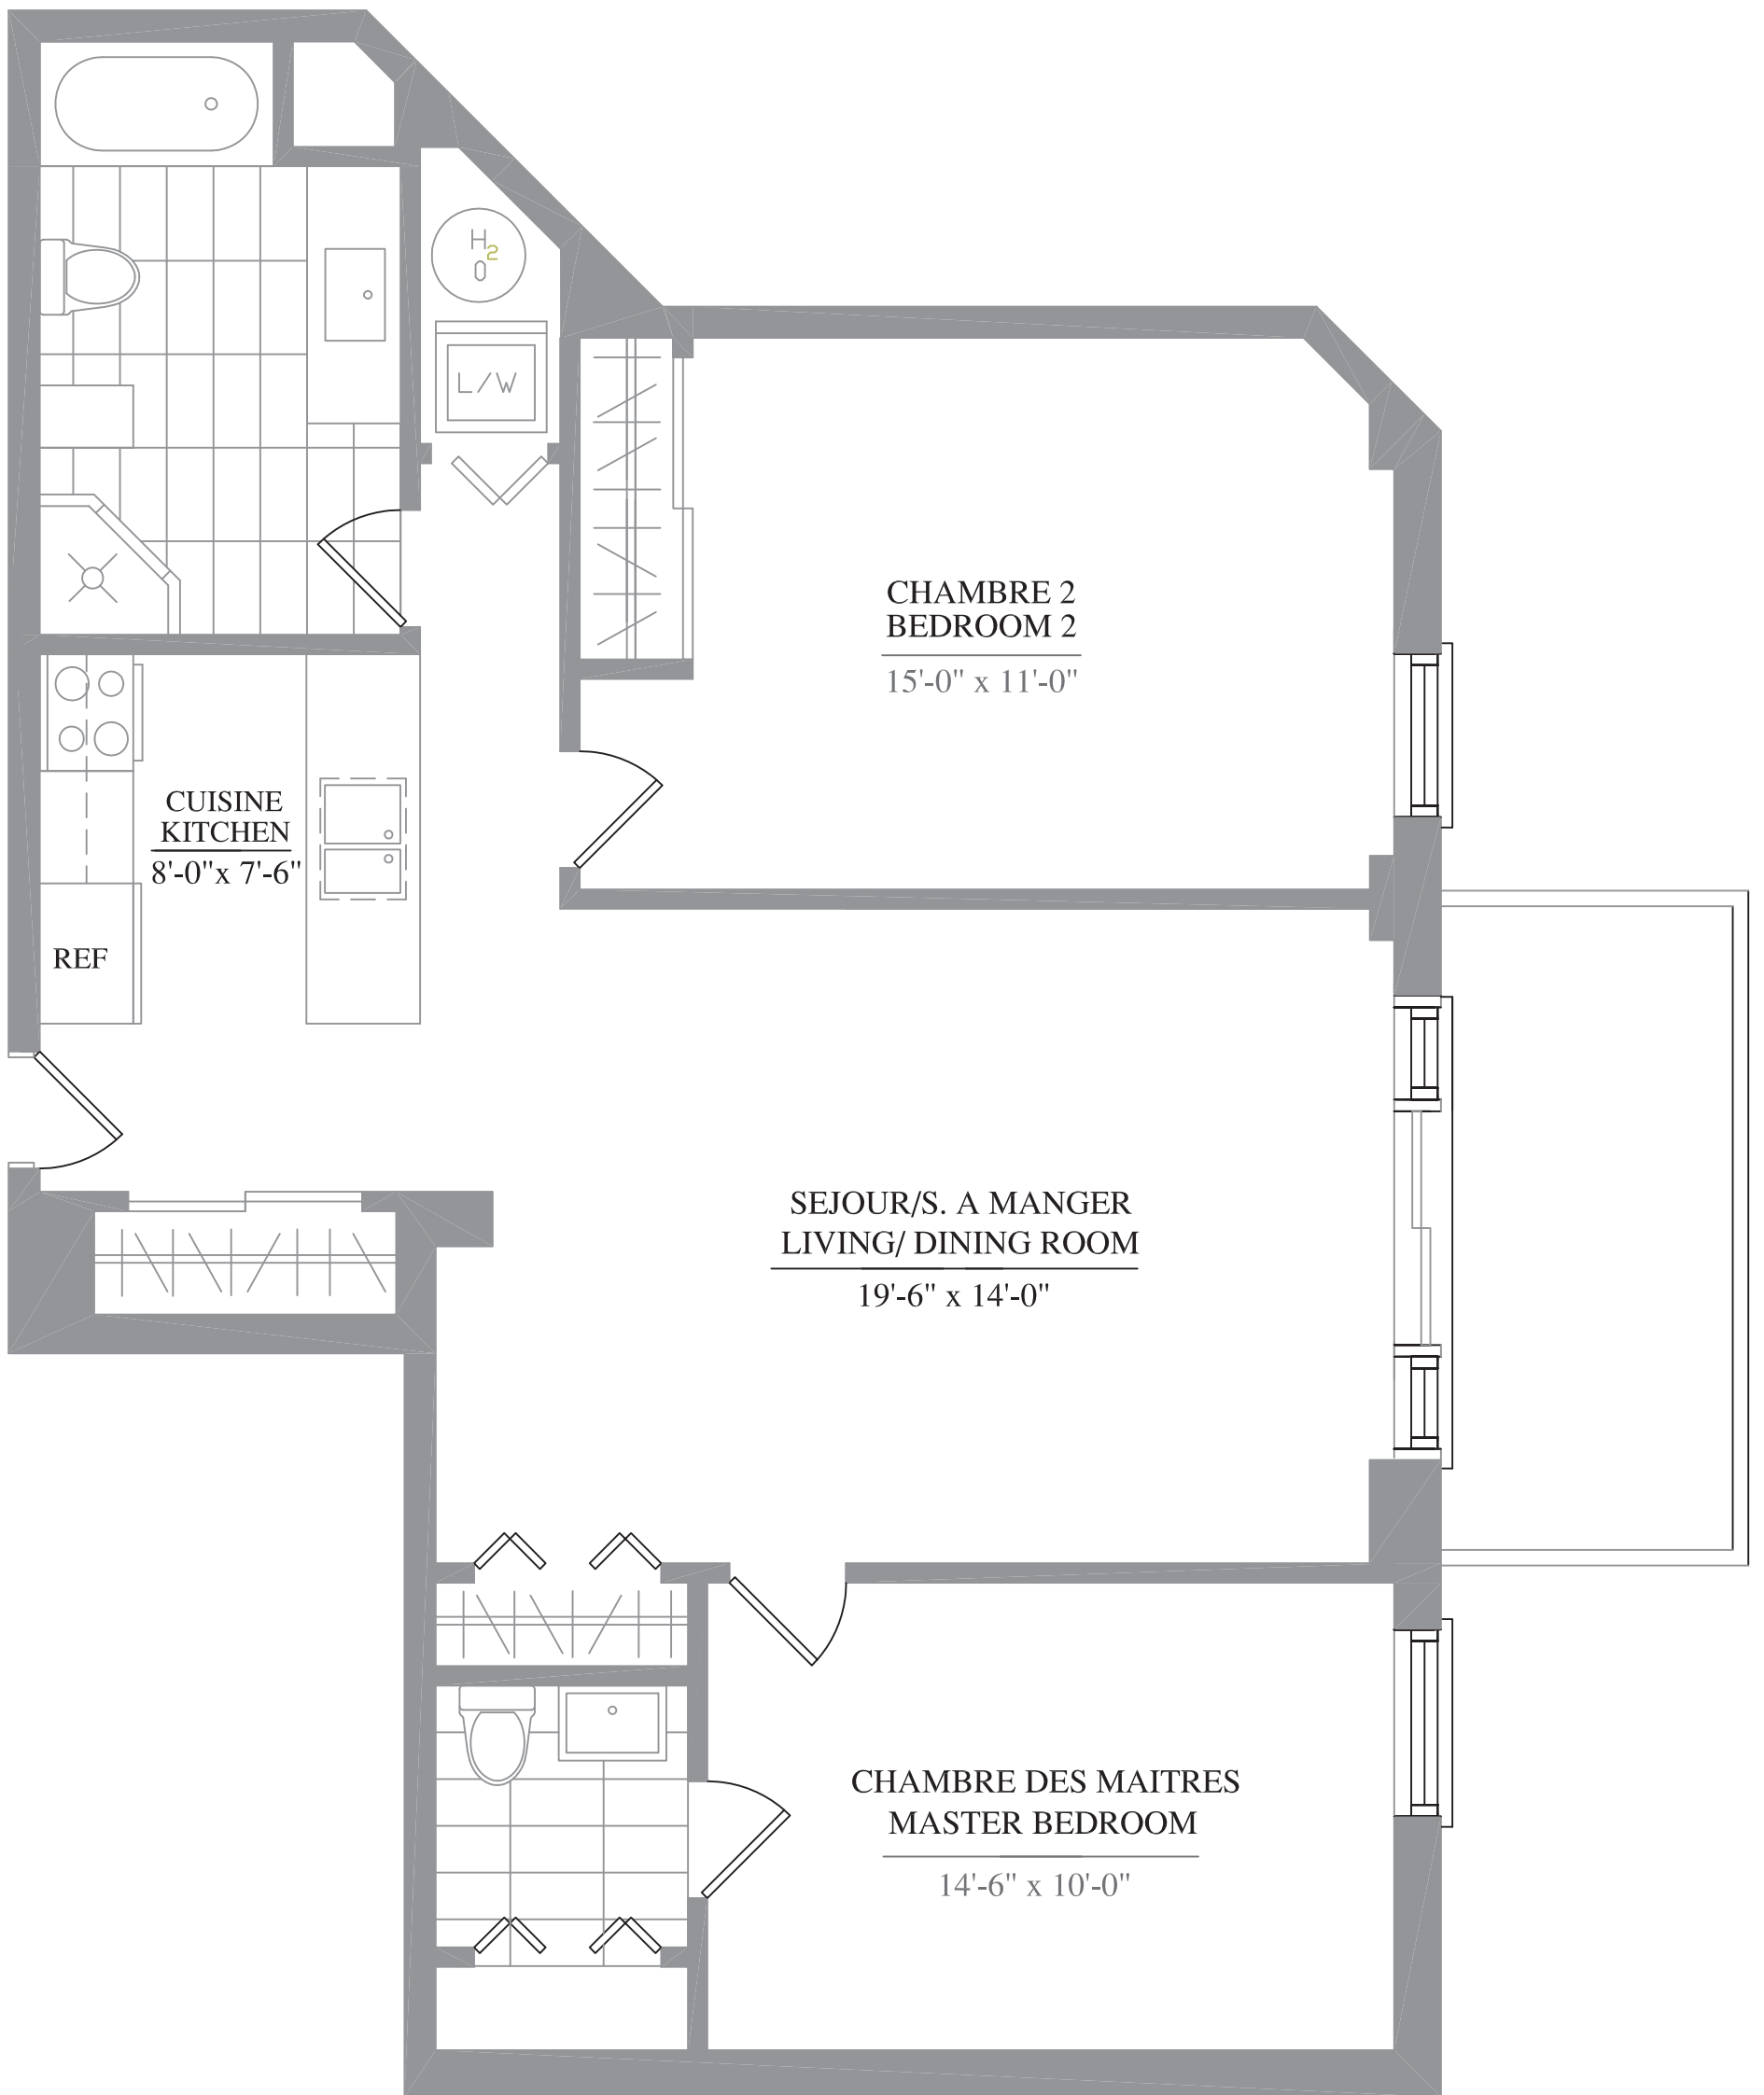 H2
O
L/W
CHAMBRE 2
BEDROOM 2
15'-0" x 11'-0"
CUISINE
KITCHEN
8'-0"x 7'-6"
REF
SEJOUR/S. A MANGER
LIVING/ DINING ROOM
19'-6" x 14'-0"
CHAMBRE DES MAITRES
MASTER BEDROOM
14'-6" x 10'-0"